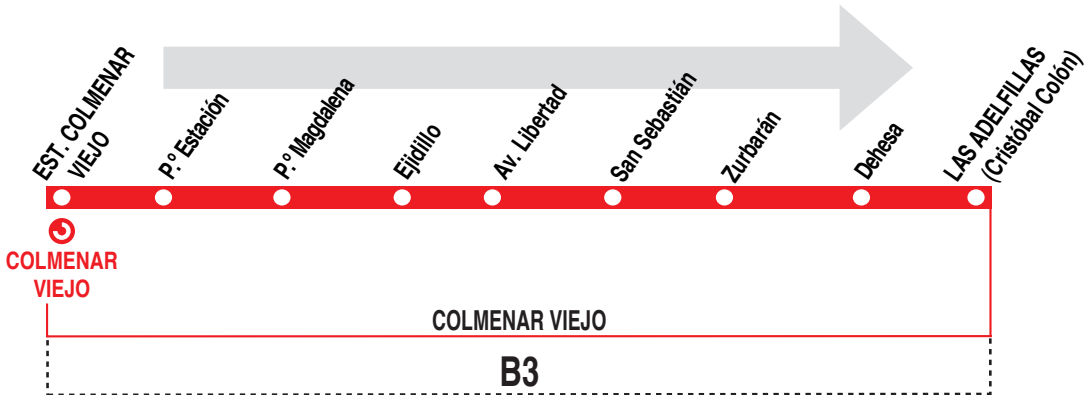 EST. COLMENAR
VIEJO
P.º Estación
P.º Magdalena
Ejidillo
Av. Libertad
San Sebastián
Zurbarán
Dehesa
LAS ADELFILLAS
(Cristóbal Colón)
COLMENAR
VIEJO
COLMENAR VIEJO
B3